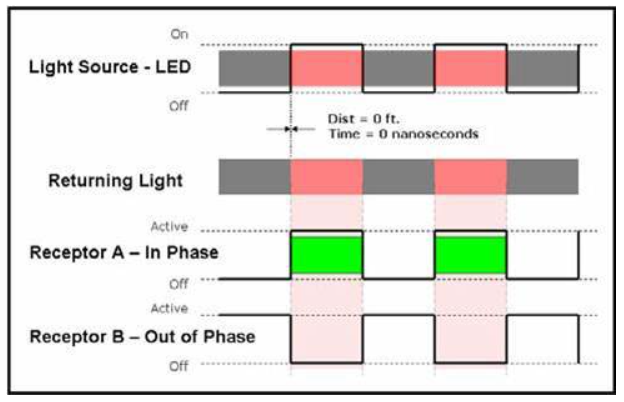 On
Light Source - LED
Off
Dist = 0 ft.
Time = 0 nanoseconds
Returning Light
Active
Receptor A – In Phase
Off
Active
Receptor B – Out of Phase
Off